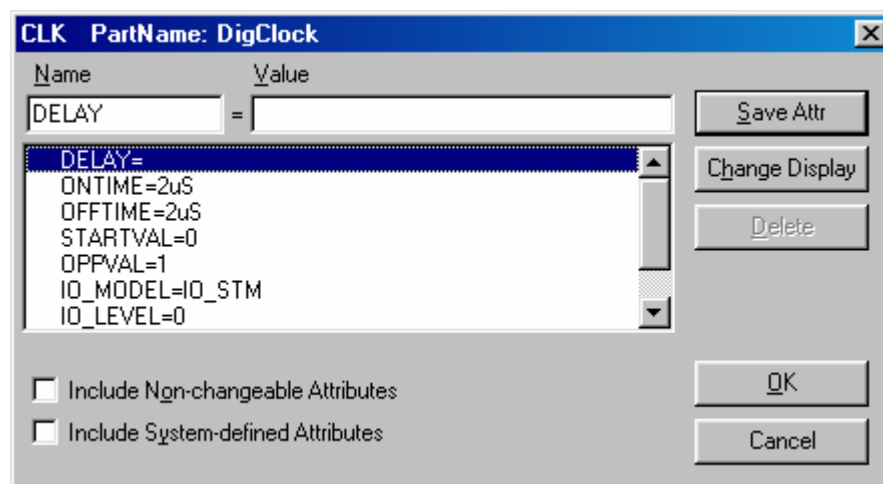 CLK PartName: DigClock
Name Value
DELAY =
Save Attr
DELAY=
ONTIME=2uS
OFFTIME=2uS
STARTVAL=0
OPPVAL=1
IO_MODEL=IO_STM
IO_LEVEL=0
Change Display
Delete
Include Non-changeable Attributes
Include System-defined Attributes
OK
Cancel